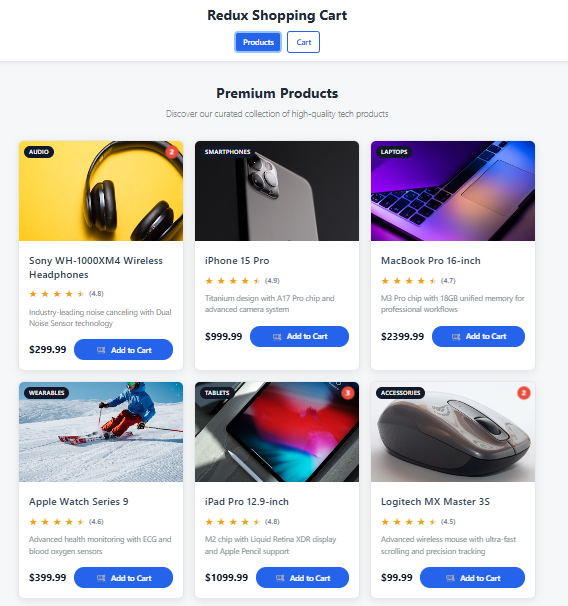 Redux Shopping Cart
Products Cart
Premium Products
Discover our curated collection of high-quality tech products
AUDIO 2
Sony WH-1000XM4 Wireless
Headphones
★ ★ ★ ★ ⯨ (4.8)
Industry-leading noise canceling with Dual
Noise Sensor technology
$299.99 Add to Cart
SMARTPHONES
iPhone 15 Pro
★ ★ ★ ★ ⯨ (4.9)
Titanium design with A17 Pro chip and
advanced camera system
$999.99 Add to Cart
LAPTOPS
MacBook Pro 16-inch
★ ★ ★ ★ ⯨ (4.7)
M3 Pro chip with 18GB unified memory for
professional workflows
$2399.99 Add to Cart
WEARABLES
Apple Watch Series 9
★ ★ ★ ★ ⯨ (4.6)
Advanced health monitoring with ECG and
blood oxygen sensors
$399.99 Add to Cart
TABLETS 3
iPad Pro 12.9-inch
★ ★ ★ ★ ⯨ (4.8)
M2 chip with Liquid Retina XDR display
and Apple Pencil support
$1099.99 Add to Cart
ACCESSORIES 2
Logitech MX Master 3S
★ ★ ★ ★ ⯨ (4.5)
Advanced wireless mouse with ultra-fast
scrolling and precision tracking
$99.99 Add to Cart